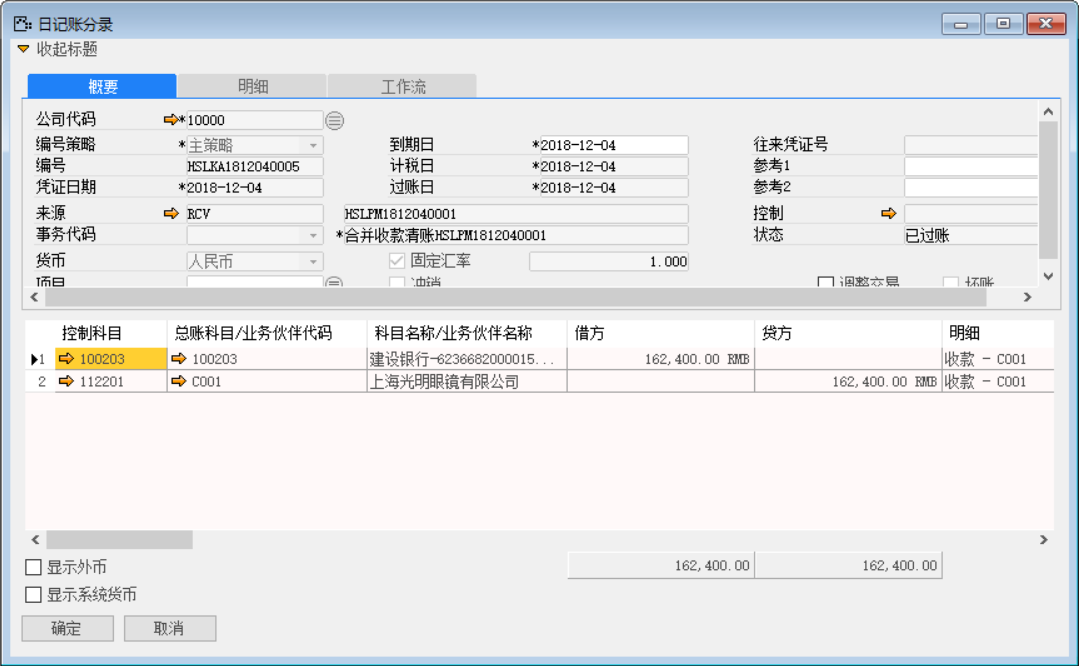 日记账分录
收起标题
概要 明细 工作流
公司代码 *10000
编号策略 *主策略 到期日 *2018-12-04 往来凭证号
编号 HSLKA1812040005 计税日 *2018-12-04 参考1
凭证日期 *2018-12-04 过账日 *2018-12-04 参考2
来源 RCV HSLPM1812040001 控制
事务代码 *合并收款清账HSLPM1812040001 状态 已过账
货币 人民币 固定汇率 1.000
项目 冲销 调整交易 坏账
控制科目 总账科目/业务伙伴代码 科目名称/业务伙伴名称 借方 贷方 明细
1 100203 100203 建设银行-6236682000015... 162,400.00 RMB 收款 - C001
2 112201 C001 上海光明眼镜有限公司 162,400.00 RMB 收款 - C001
显示外币 162,400.00 162,400.00
显示系统货币
确定 取消